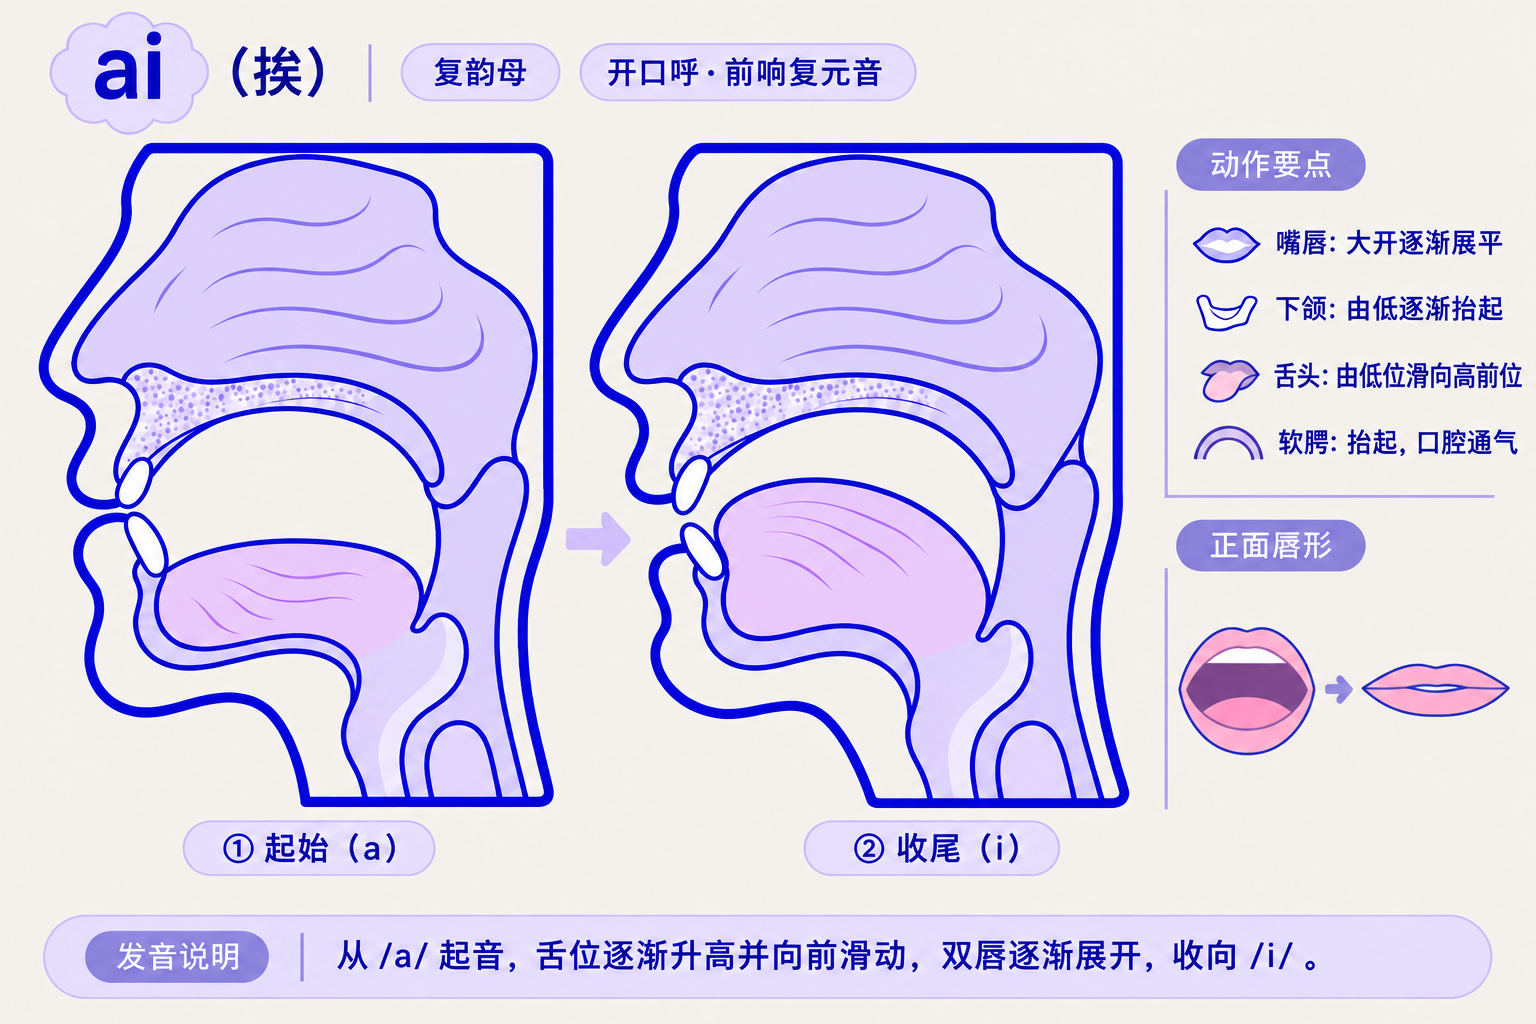 ai（挨）
复韵母
开口呼·前响复元音
动作要点
嘴唇：大开逐渐展平
下颌：由低逐渐抬起
舌头：由低位滑向高前位
软腭：抬起，口腔通气
正面唇形
① 起始（a）
② 收尾（i）
发音说明
从 /a/ 起音，舌位逐渐升高并向前滑动，双唇逐渐展开，收向 /i/ 。